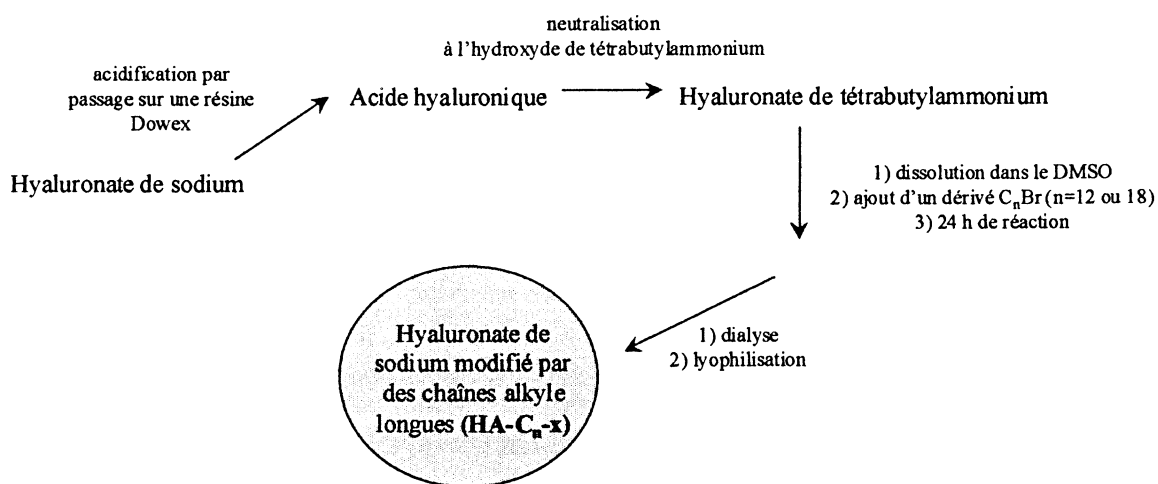 neutralisation
à l'hydroxyde de tétrabutylammonium
acidification par
passage sur une résine
Dowex
Acide hyaluronique
Hyaluronate de tétrabutylammonium
Hyaluronate de sodium
1) dissolution dans le DMSO
2) ajout d'un dérivé CₙBr (n=12 ou 18)
3) 24 h de réaction
Hyaluronate de
sodium modifié par
des chaînes alkyle
longues (HA-Cₙ-x)
1) dialyse
2) lyophilisation